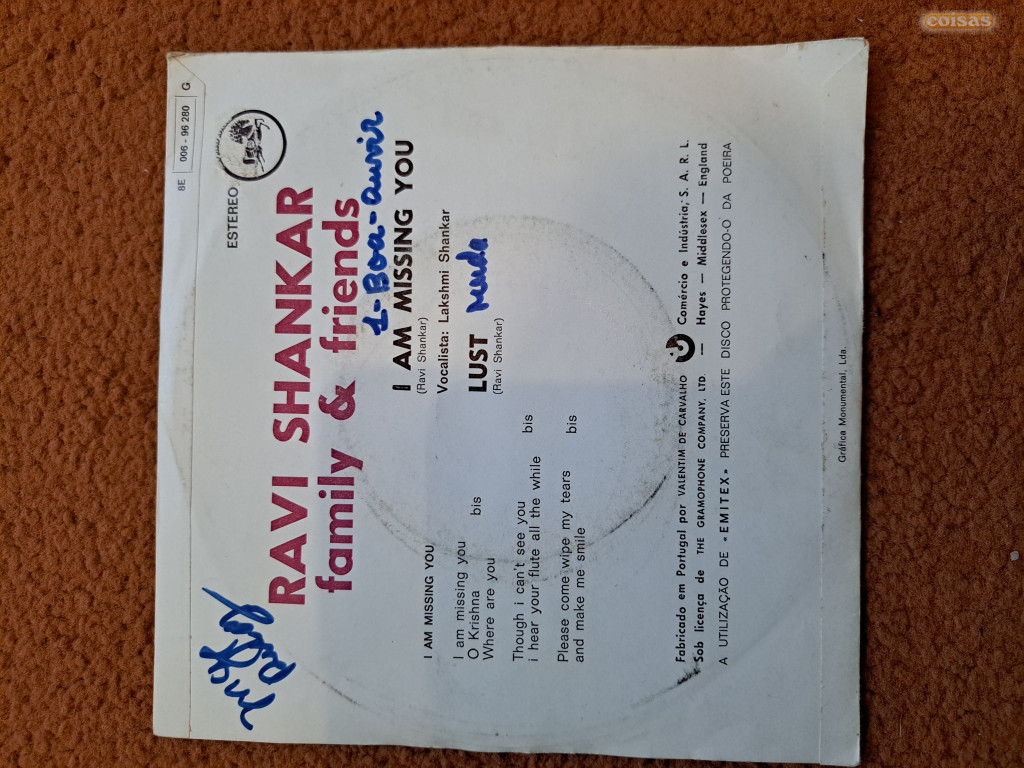 8E 006 - 96 280 G
ESTEREO
RAVI SHANKAR
family & friends
1-Boa-ouvir
I AM MISSING YOU
(Ravi Shankar)
Vocalista: Lakshmi Shankar
LUST
(Ravi Shankar)
I AM MISSING YOU
I am missing you
O Krishna bis
Where are you
Though i can't see you
i hear your flute all the while bis
Please come wipe my tears
and make me smile bis
Fabricado em Portugal por VALENTIM DE CARVALHO Comércio e Indústria, S. A. R. L.
Sob licença de THE GRAMOPHONE COMPANY, LTD. — Hayes — Middlesex — England
A UTILIZAÇÃO DE «EMITEX» PRESERVA ESTE DISCO PROTEGENDO-O DA POEIRA
Gráfica Monumental, Lda.
coisas